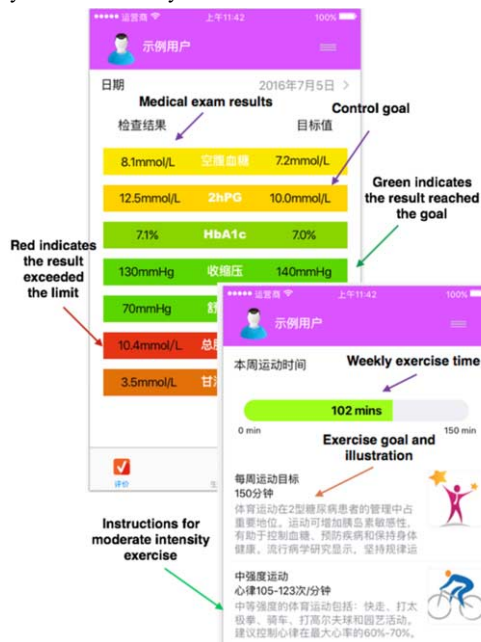 运营商 上午11:42 100%
示例用户
日期 2016年7月5日
Medical exam results
Control goal
检查结果 目标值
8.1mmol/L 空腹血糖 7.2mmol/L
12.5mmol/L 2hPG 10.0mmol/L
Green indicates
the result reached
the goal
7.1% HbA1c 7.0%
Red indicates
the result
exceeded
the limit
130mmHg 收缩压 140mmHg
70mmHg
10.4mmol/L
3.5mmol/L
评价
运营商 上午11:42 100%
示例用户
本周运动时间
Weekly exercise time
102 mins
0 min 150 min
Exercise goal and
illustration
每周运动目标
150分钟
体育运动在2型糖尿病患者的管理中占
重要地位。运动可增加胰岛素敏感性,
有助于控制血糖、预防疾病和保持身体
健康。流行病学研究显示,坚持规律运
Instructions for
moderate intensity
exercise
中强度运动
心律105-123次/分钟
中等强度的体育运动包括:快走、打太
极拳、骑车、打高尔夫球和园艺活动。
建议控制心律在最大心率的60%-70%。